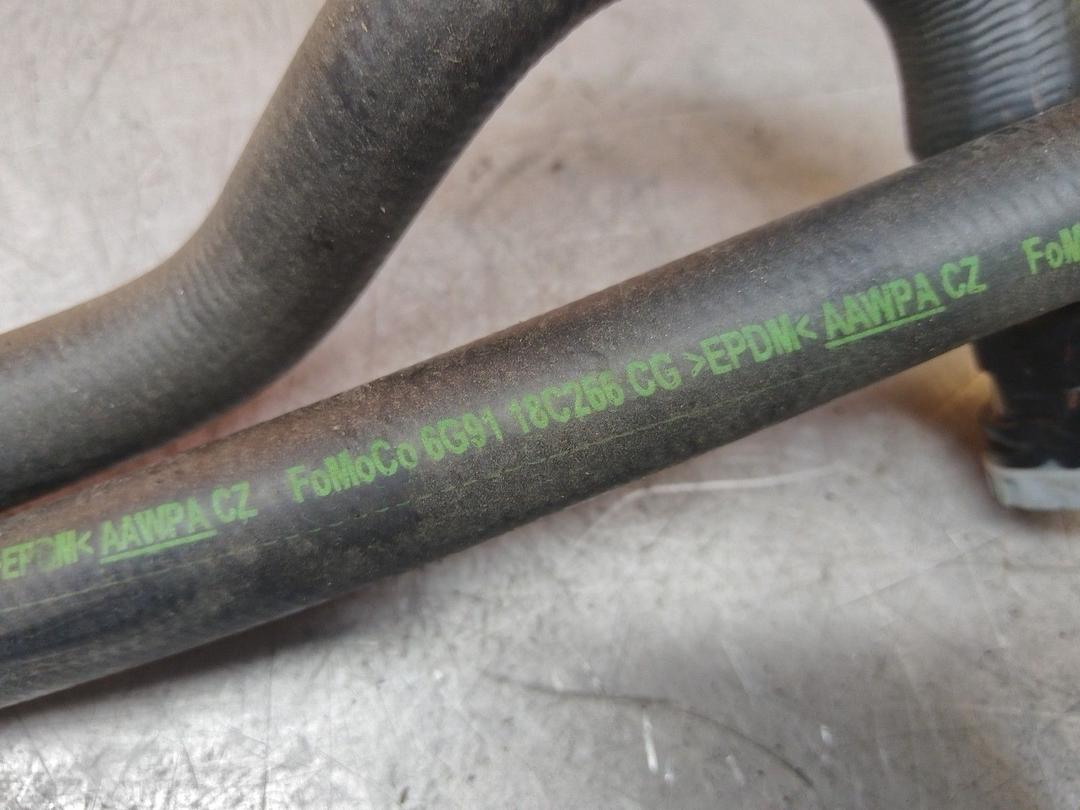 EPDM< AAWPA CZ FoMoCo 6G91 18C266 CG >EPDM< AAWPA CZ FoM